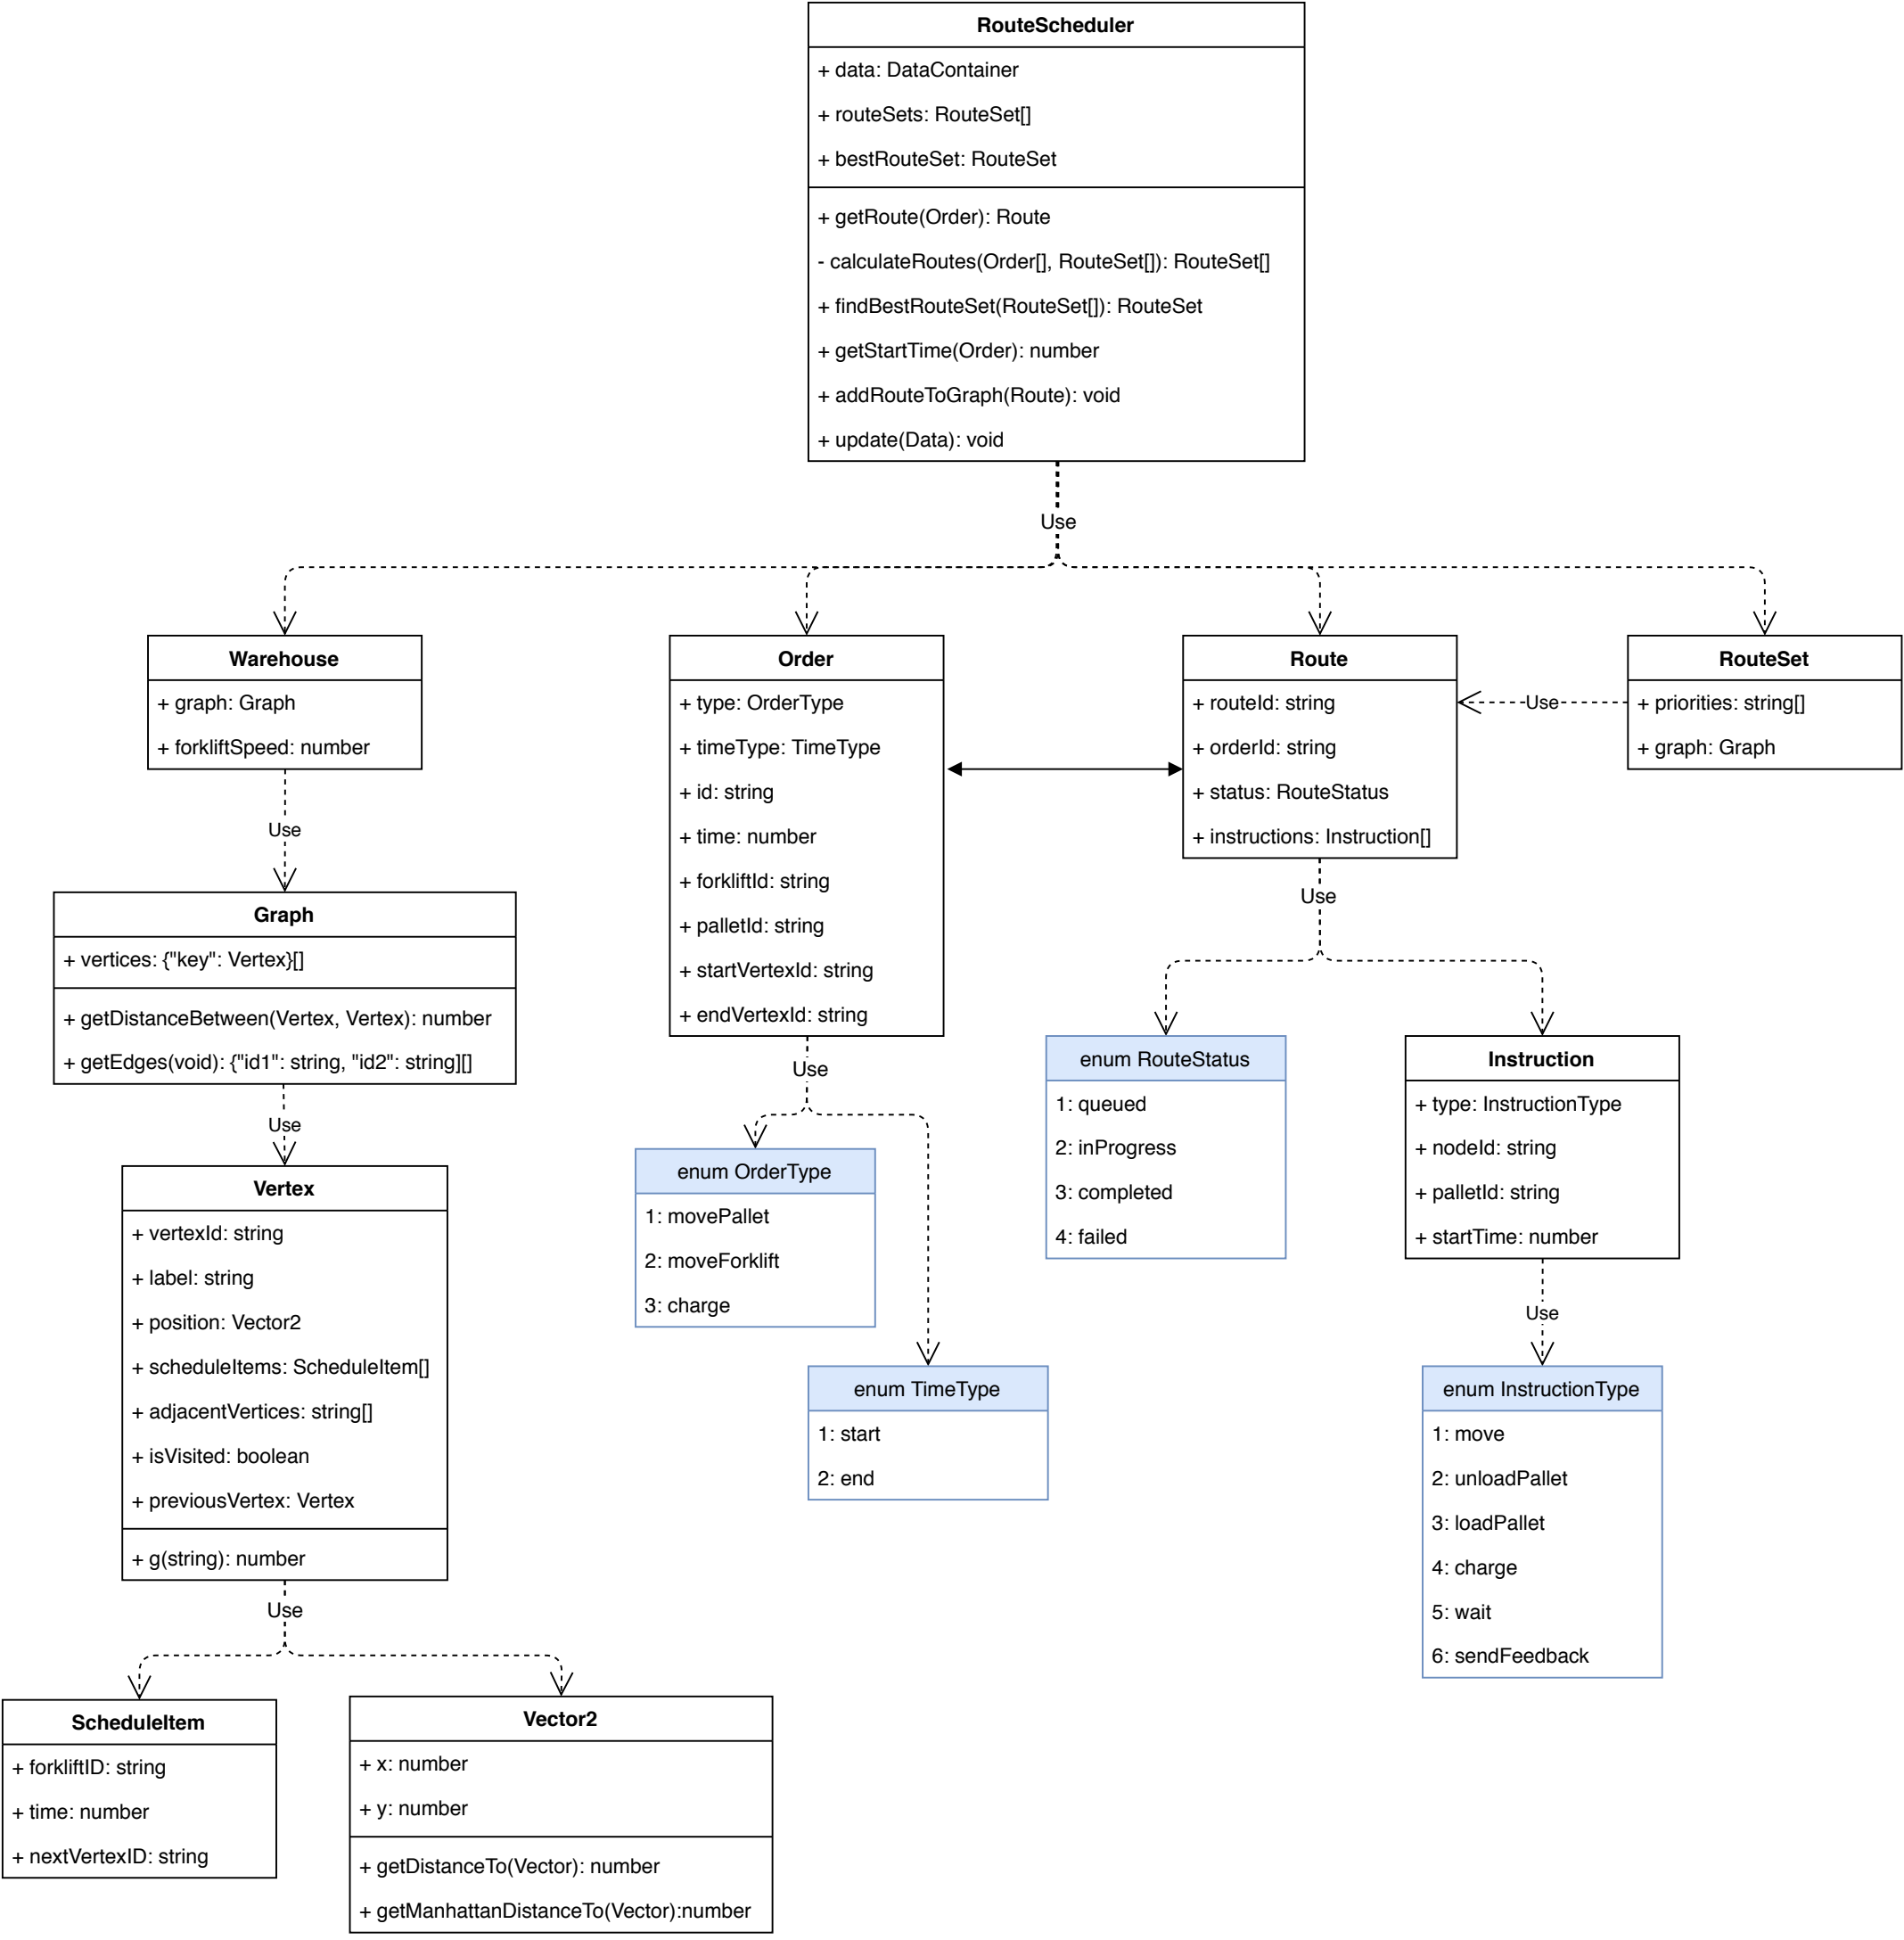 RouteScheduler
+ data: DataContainer
+ routeSets: RouteSet[]
+ bestRouteSet: RouteSet
+ getRoute(Order): Route
- calculateRoutes(Order[], RouteSet[]): RouteSet[]
+ findBestRouteSet(RouteSet[]): RouteSet
+ getStartTime(Order): number
+ addRouteToGraph(Route): void
+ update(Data): void
Use
Warehouse
+ graph: Graph
+ forkliftSpeed: number
Use
Graph
+ vertices: {"key": Vertex}[]
+ getDistanceBetween(Vertex, Vertex): number
+ getEdges(void): {"id1": string, "id2": string][]
Use
Vertex
+ vertexId: string
+ label: string
+ position: Vector2
+ scheduleItems: ScheduleItem[]
+ adjacentVertices: string[]
+ isVisited: boolean
+ previousVertex: Vertex
+ g(string): number
Use
ScheduleItem
+ forkliftID: string
+ time: number
+ nextVertexID: string
Vector2
+ x: number
+ y: number
+ getDistanceTo(Vector): number
+ getManhattanDistanceTo(Vector):number
Order
+ type: OrderType
+ timeType: TimeType
+ id: string
+ time: number
+ forkliftId: string
+ palletId: string
+ startVertexId: string
+ endVertexId: string
Use
enum OrderType
1: movePallet
2: moveForklift
3: charge
enum TimeType
1: start
2: end
Route
+ routeId: string
+ orderId: string
+ status: RouteStatus
+ instructions: Instruction[]
Use
enum RouteStatus
1: queued
2: inProgress
3: completed
4: failed
Instruction
+ type: InstructionType
+ nodeId: string
+ palletId: string
+ startTime: number
Use
enum InstructionType
1: move
2: unloadPallet
3: loadPallet
4: charge
5: wait
6: sendFeedback
Use
RouteSet
+ priorities: string[]
+ graph: Graph